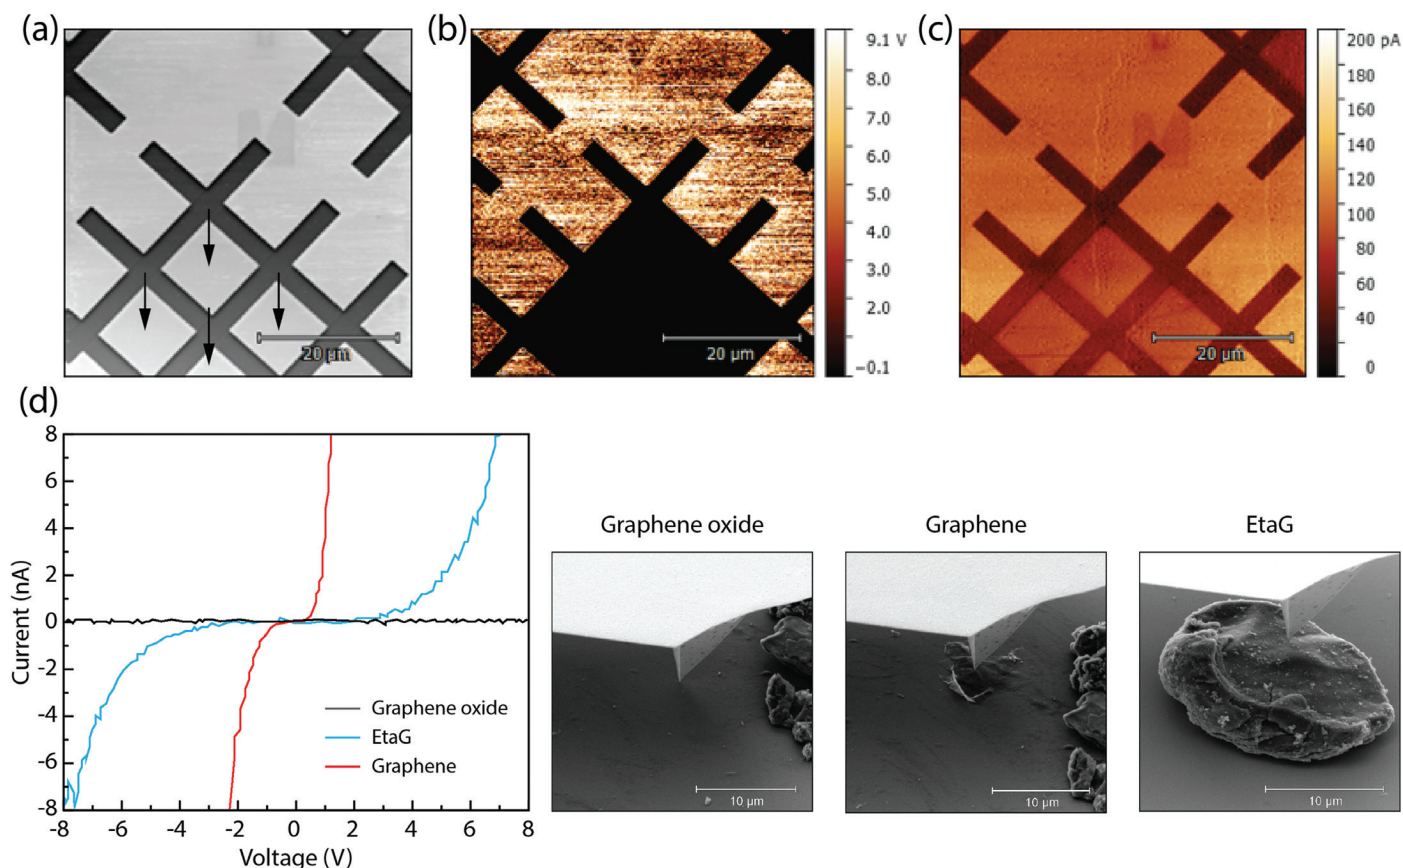 (a)
20 μm
(b)
20 μm
9.1 V
8.0
7.0
6.0
5.0
4.0
3.0
2.0
−0.1
(c)
20 μm
200 pA
180
160
140
120
100
80
60
40
20
0
(d)
8
6
4
2
0
-2
-4
-6
-8
Current (nA)
Graphene oxide
EtaG
Graphene
-8 -6 -4 -2 0 2 4 6 8
Voltage (V)
Graphene oxide
10 μm
Graphene
10 μm
EtaG
10 μm